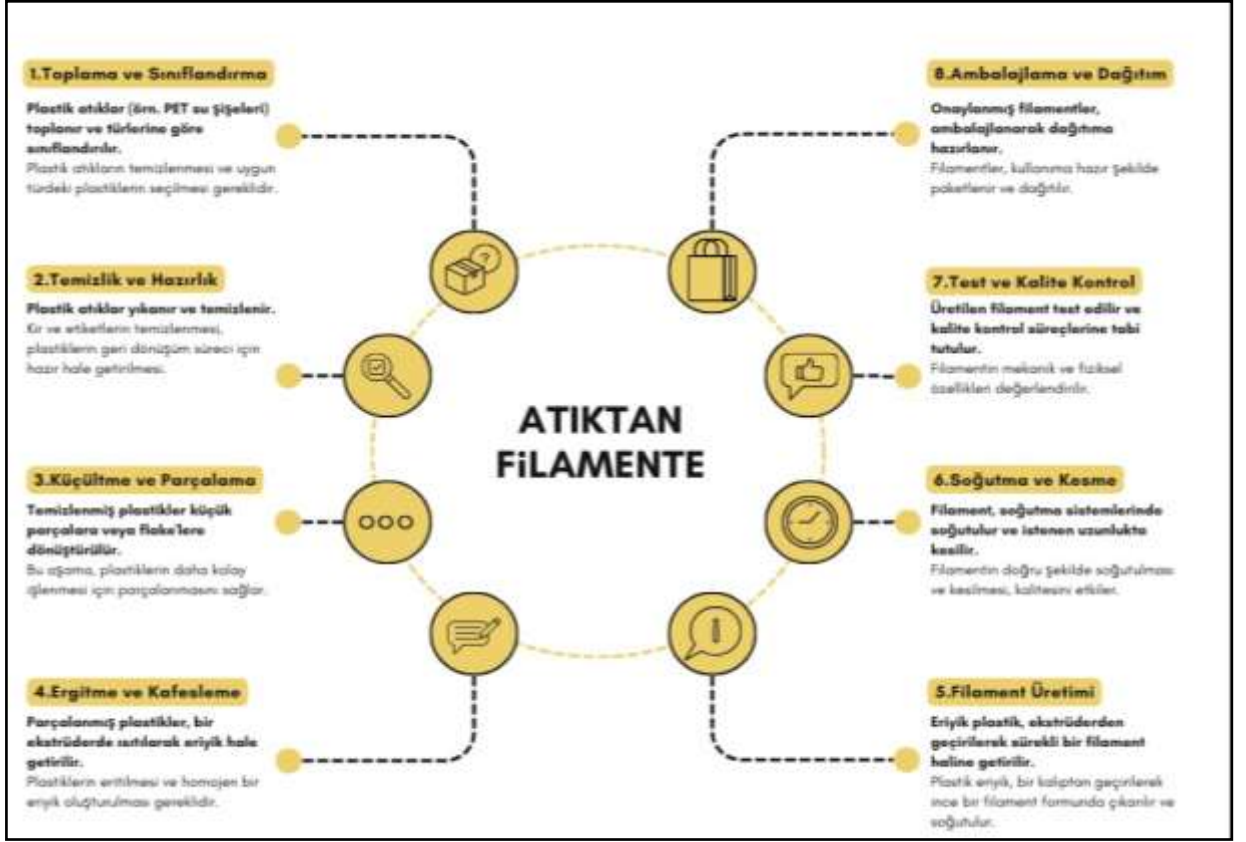 1.Toplama ve Sınıflandırma
Plastik atıklar (örn. PET su şişeleri)
toplanır ve türlerine göre
sınıflandırılır.
Plastik atıkların temizlenmesi ve uygun
türdeki plastiklerin seçilmesi gereklidir.
2.Temizlik ve Hazırlık
Plastik atıklar yıkanır ve temizlenir.
Kir ve etiketlerin temizlenmesi,
plastiklerin geri dönüşüm süreci için
hazır hale getirilmesi.
3.Küçültme ve Parçalama
Temizlenmiş plastikler küçük
parçalara veya flake'lere
dönüştürülür.
Bu aşama, plastiklerin daha kolay
işlenmesi için parçalanmasını sağlar.
4.Ergitme ve Kafesleme
Parçalanmış plastikler, bir
ekstrüderde ısıtılarak eriyik hale
getirilir.
Plastiklerin eritilmesi ve homojen bir
eriyik oluşturulması gereklidir.
ATIKTAN
FiLAMENTE
8.Ambalajlama ve Dağıtım
Onaylanmış filamentler,
ambalajlanarak dağıtıma
hazırlanır.
Filamentler, kullanıma hazır şekilde
paketlenir ve dağıtılır.
7.Test ve Kalite Kontrol
Üretilen filament test edilir ve
kalite kontrol süreçlerine tabi
tutulur.
Filamentin mekanik ve fiziksel
özellikleri değerlendirilir.
6.Soğutma ve Kesme
Filament, soğutma sistemlerinde
soğutulur ve istenen uzunlukta
kesilir.
Filamentin doğru şekilde soğutulması
ve kesilmesi, kalitesini etkiler.
5.Filament Üretimi
Eriyik plastik, ekstrüderden
geçirilerek sürekli bir filament
haline getirilir.
Plastik eriyik, bir kalıptan geçirilerek
ince bir filament formunda çıkarılır ve
soğutulur.